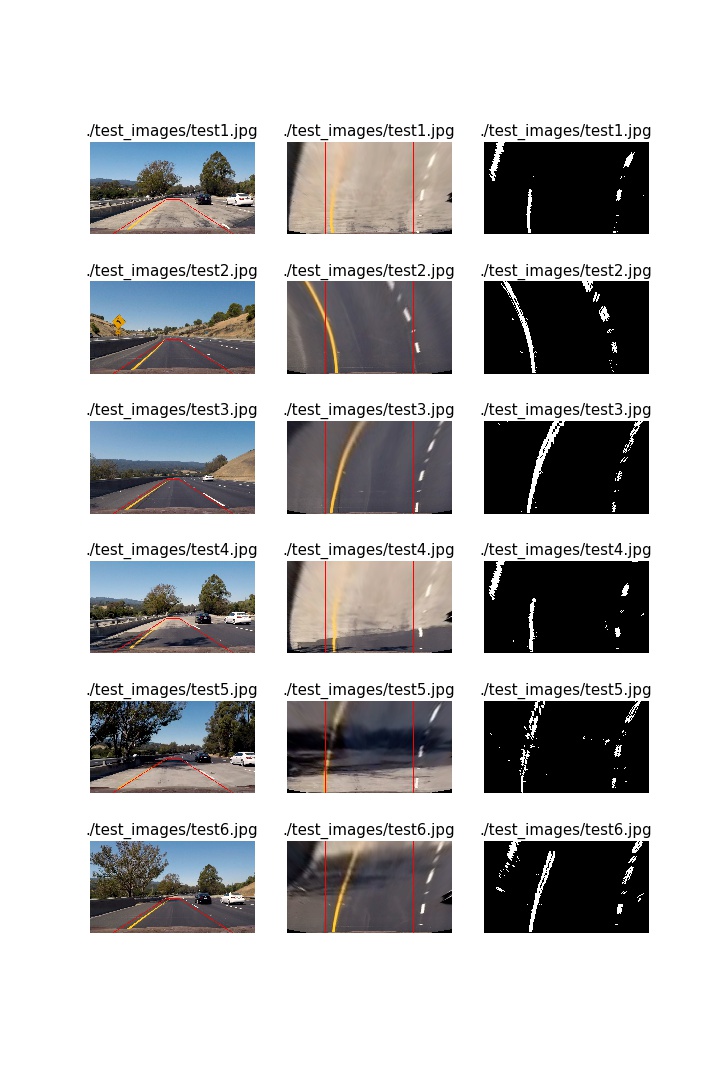 ./test_images/test1.jpg ./test_images/test1.jpg ./test_images/test1.jpg
./test_images/test2.jpg ./test_images/test2.jpg ./test_images/test2.jpg
./test_images/test3.jpg ./test_images/test3.jpg ./test_images/test3.jpg
./test_images/test4.jpg ./test_images/test4.jpg ./test_images/test4.jpg
./test_images/test5.jpg ./test_images/test5.jpg ./test_images/test5.jpg
./test_images/test6.jpg ./test_images/test6.jpg ./test_images/test6.jpg